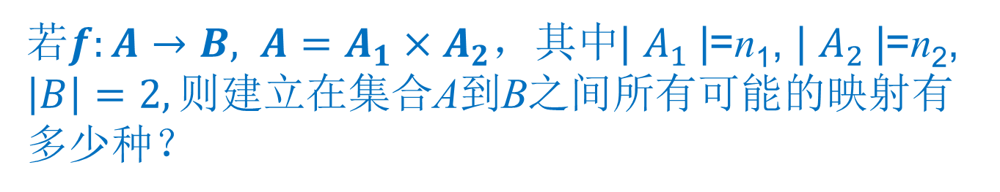 若f: A → B, A = A₁ × A₂，其中| A₁ |=n₁, | A₂ |=n₂,
|B| = 2, 则建立在集合A到B之间所有可能的映射有
多少种？